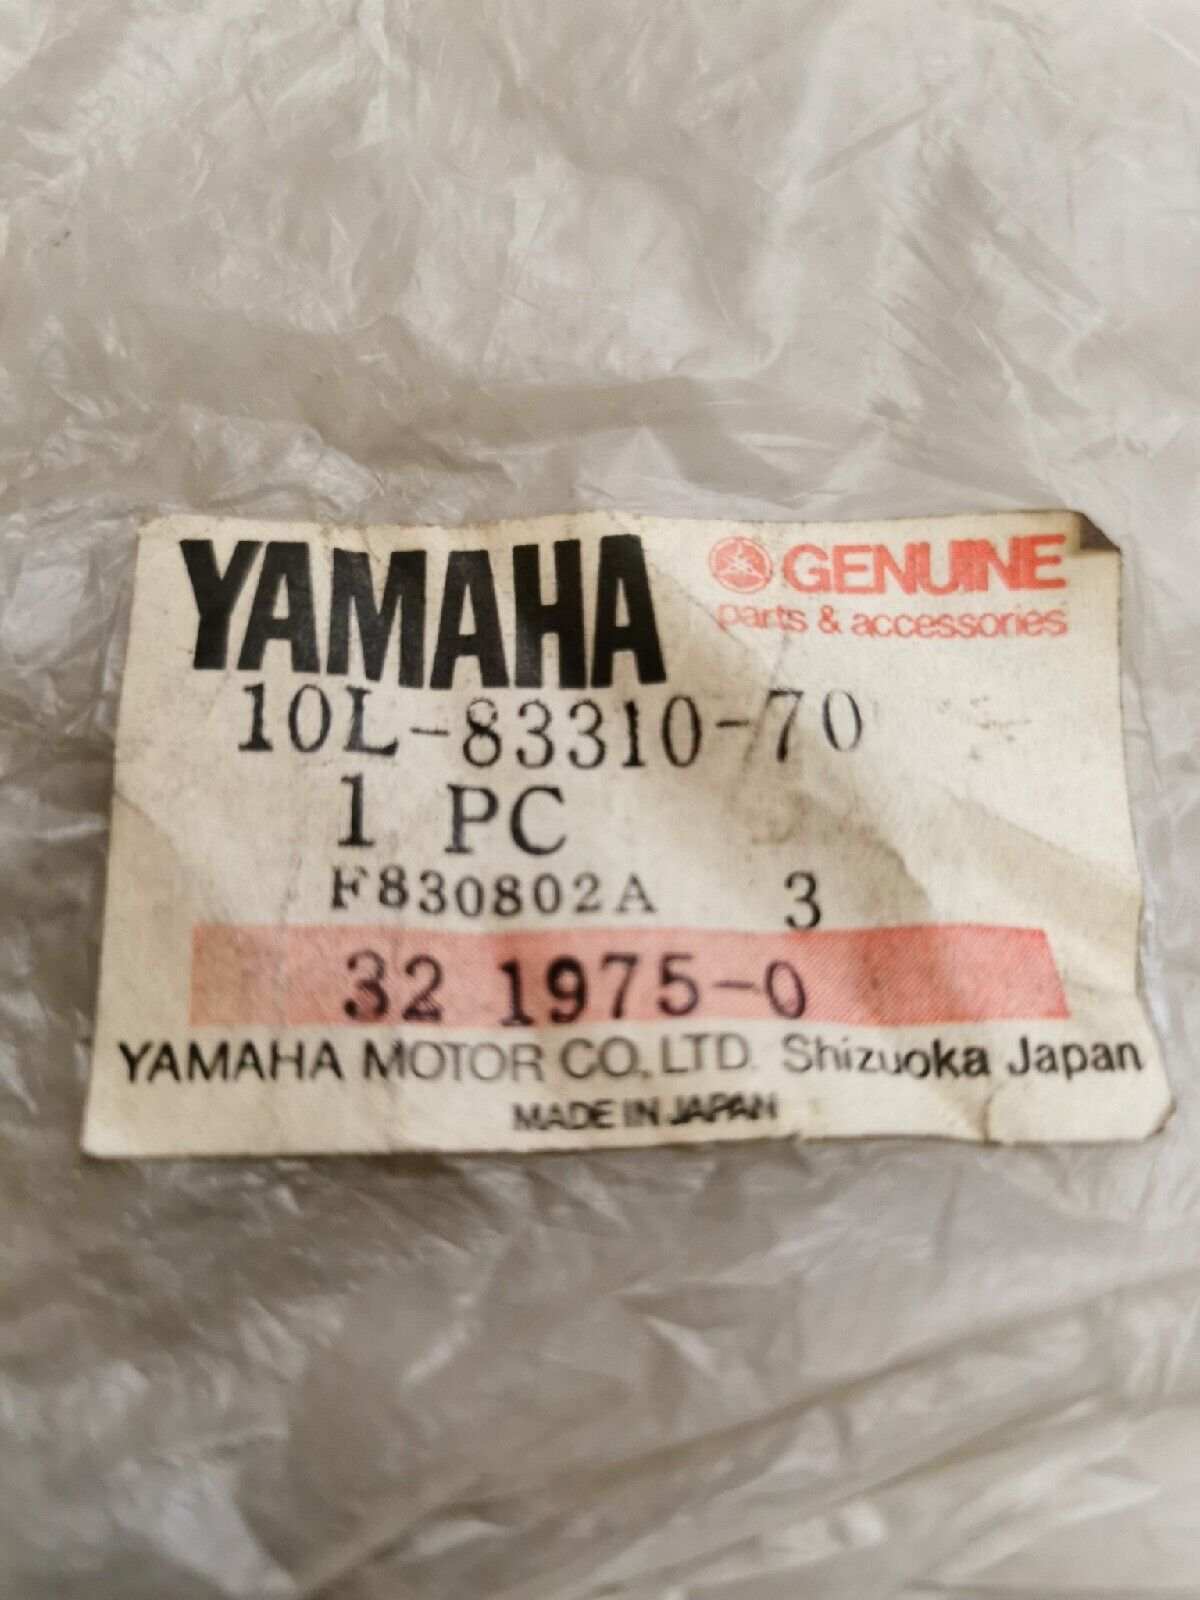 YAMAHA GENUINE
parts & accessories
10L-83310-70
1 PC
F830802A 3
32 1975-0
YAMAHA MOTOR CO., LTD. Shizuoka Japan
MADE IN JAPAN